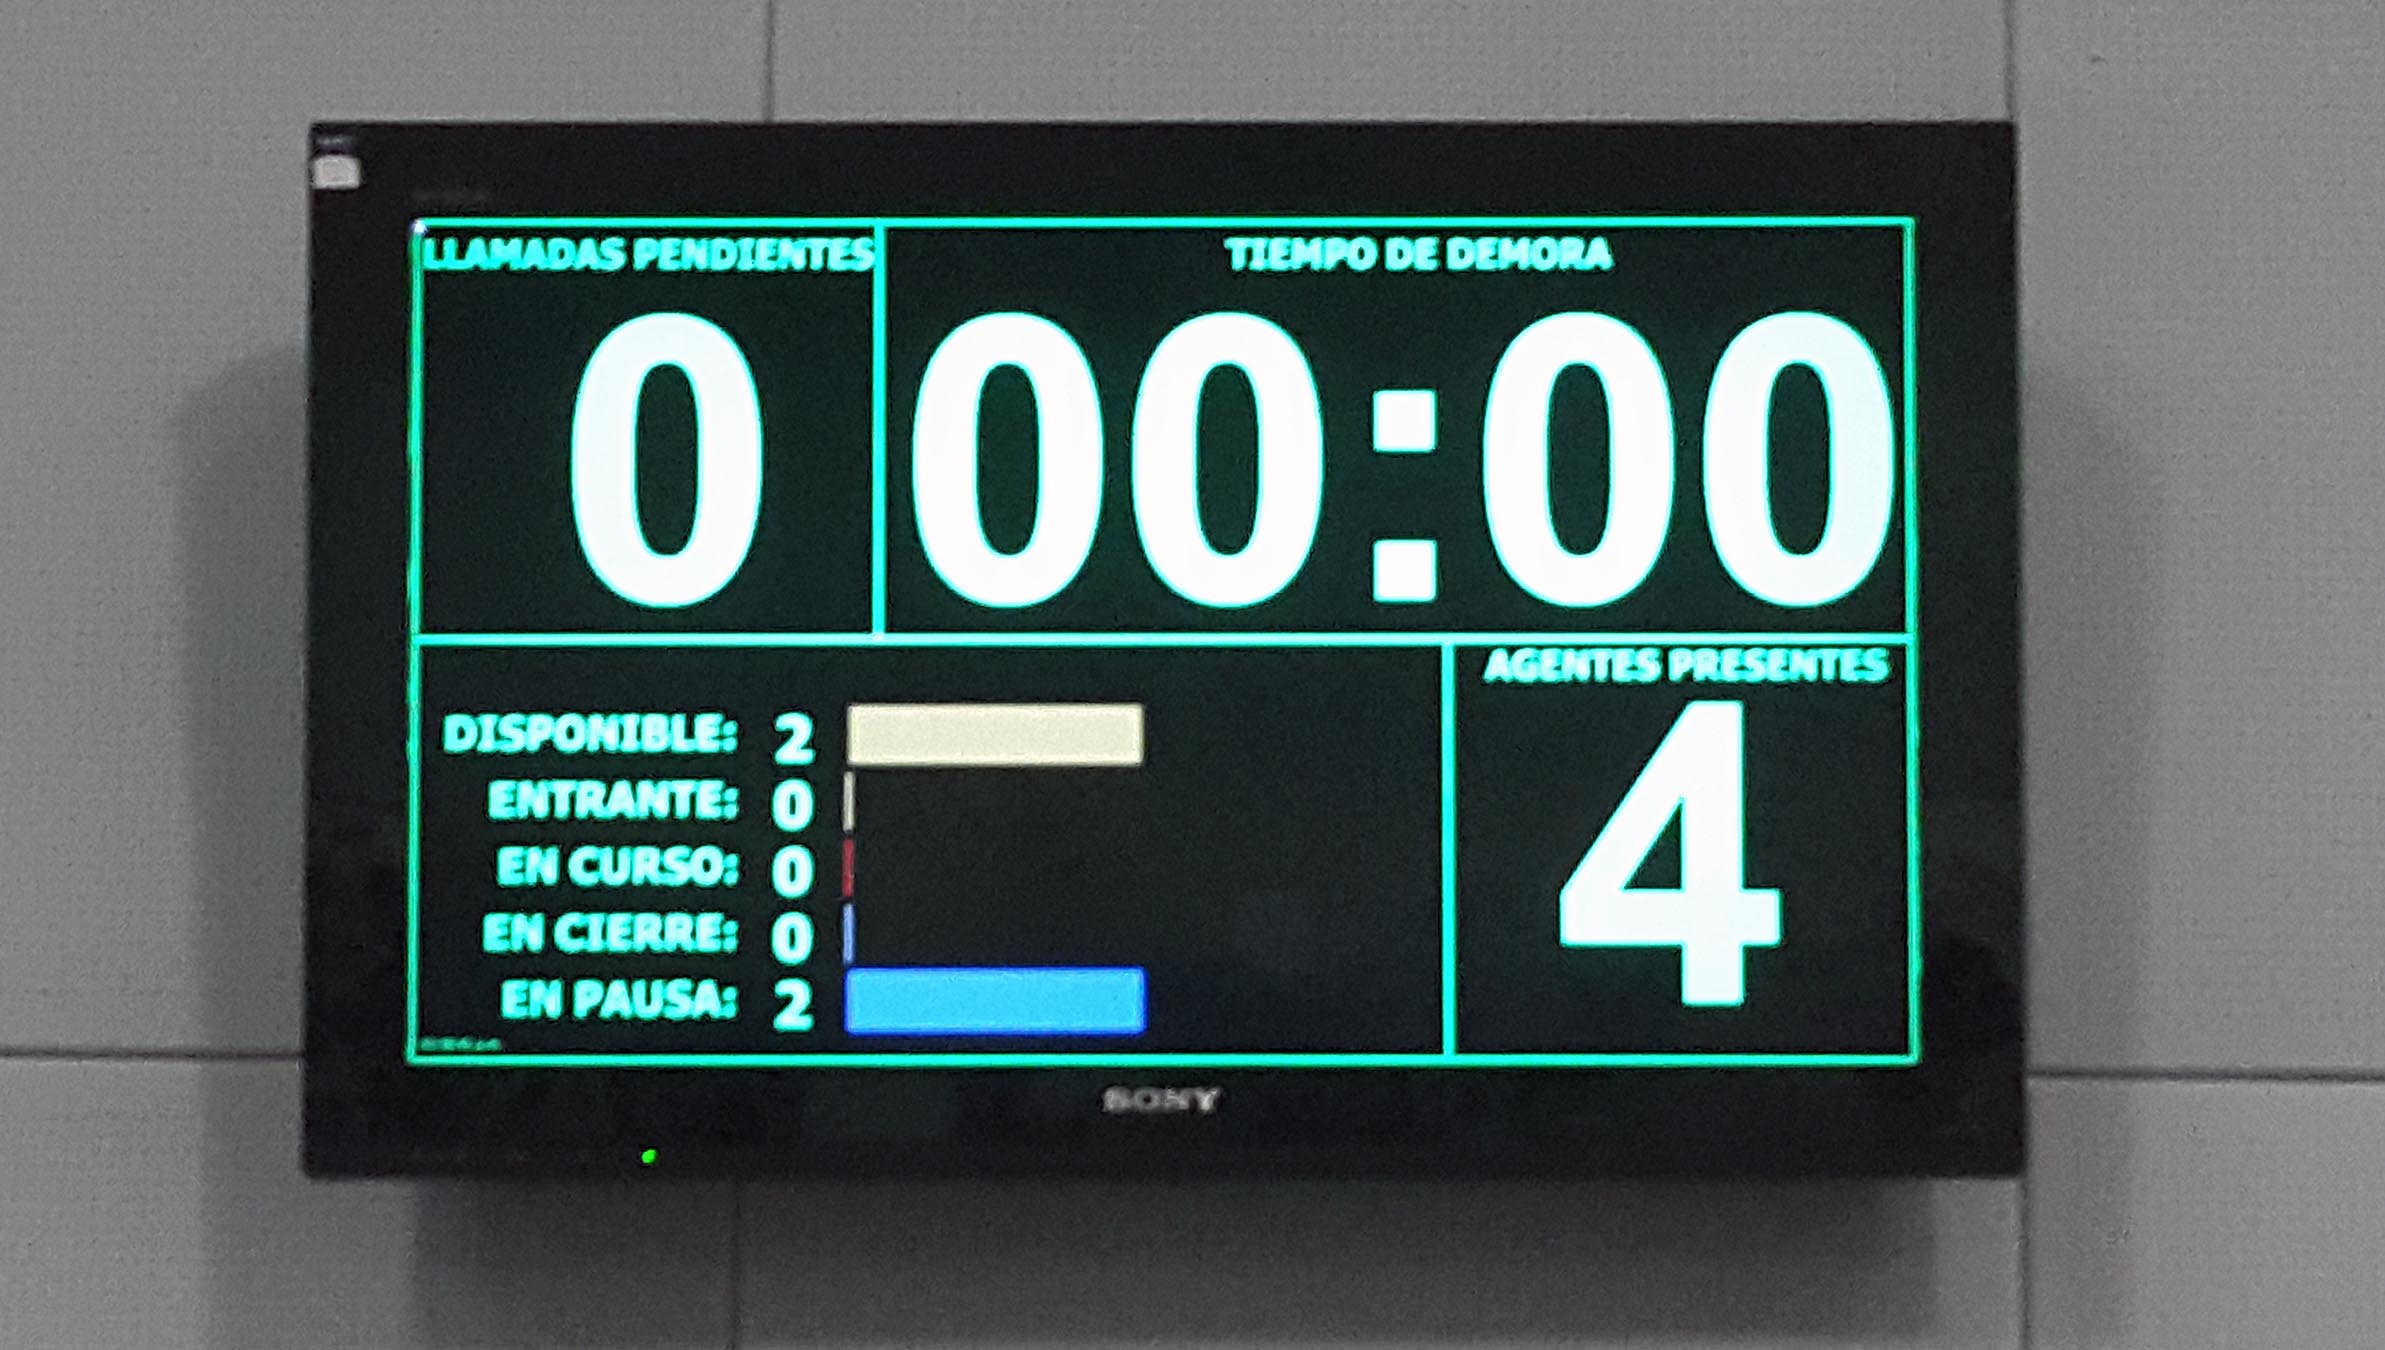 LLAMADAS PENDIENTES
0
TIEMPO DE DEMORA
00:00
DISPONIBLE: 2
ENTRANTE: 0
EN CURSO: 0
EN CIERRE: 0
EN PAUSA: 2
AGENTES PRESENTES
4
SONY